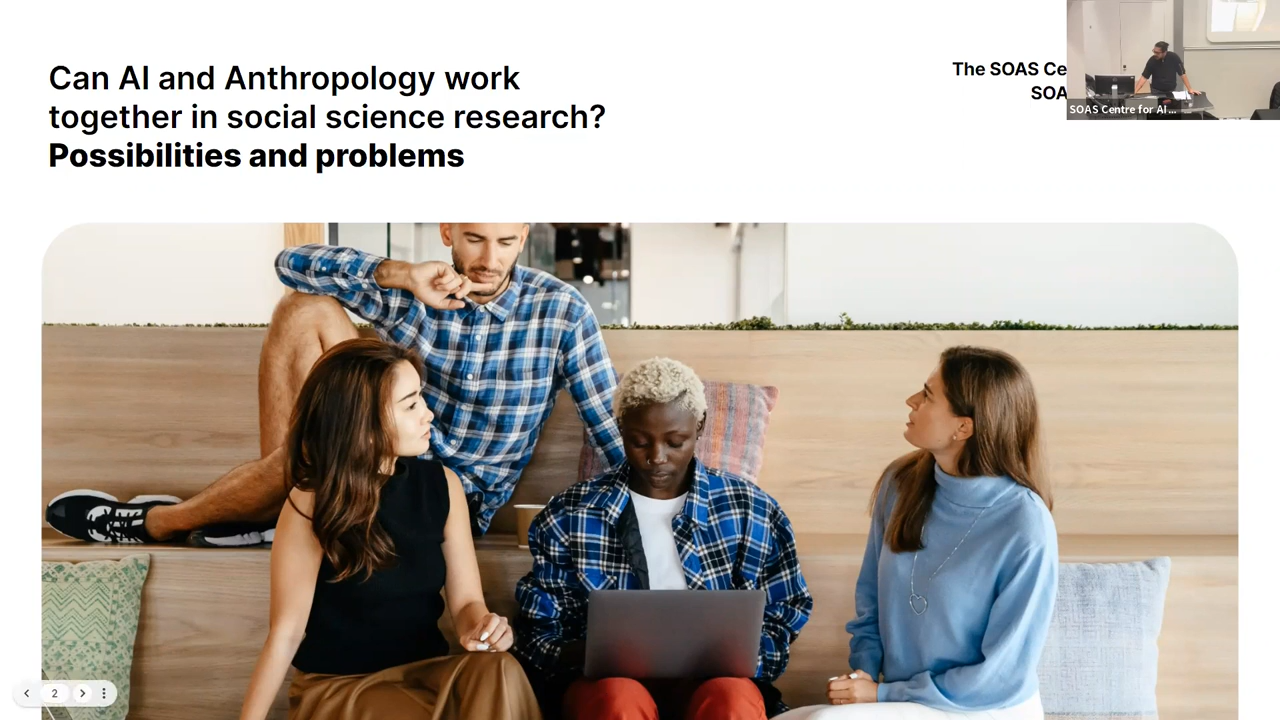 Can AI and Anthropology work
together in social science research?
Possibilities and problems
The SOAS Ce
SOA
SOAS Centre for AI ...
2